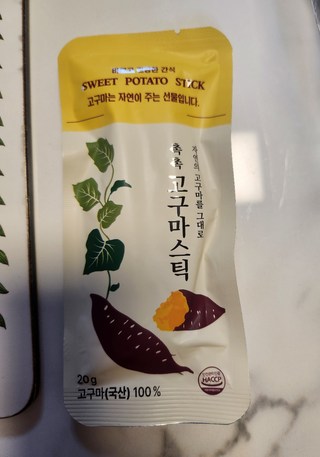 간식
SWEET POTATO STICK
고구마는 자연이 주는 선물입니다.
자연의 고구마를 그대로
촉촉 고구마스틱
20g
고구마(국산) 100%
HACCP